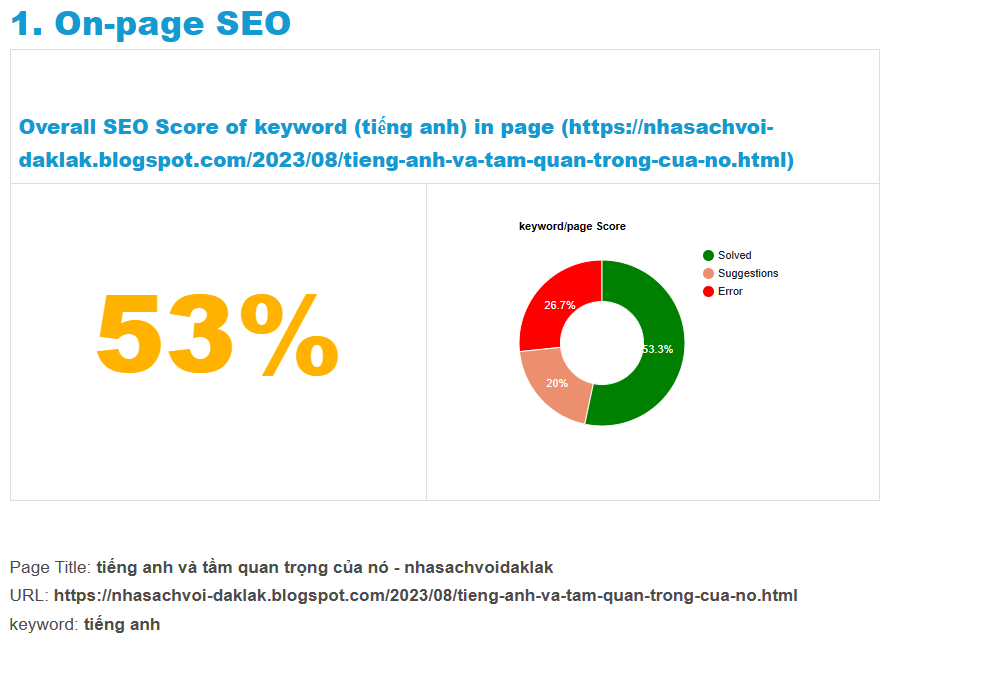 1. On-page SEO
Overall SEO Score of keyword (tiếng anh) in page (https://nhasachvoi-
daklak.blogspot.com/2023/08/tieng-anh-va-tam-quan-trong-cua-no.html)
53%
keyword/page Score
Solved
Suggestions
Error
26.7%
53.3%
20%
Page Title: tiếng anh và tầm quan trọng của nó - nhasachvoidaklak
URL: https://nhasachvoi-daklak.blogspot.com/2023/08/tieng-anh-va-tam-quan-trong-cua-no.html
keyword: tiếng anh